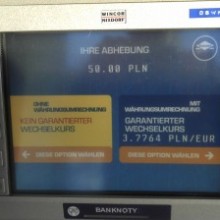 WINCOR
NIXDORF
IHRE ABHEBUNG
50.00 PLN
OHNE
WÄHRUNGSUMRECHNUNG
KEIN GARANTIERTER
WECHSELKURS
← DIESE OPTION WÄHLEN
MIT
WÄHRUNGSUMRECHNUNG
GARANTIERTER
WECHSELKURS
3.7764 PLN/EUR
DIESE OPTION WÄHLEN →
BANKNOTY